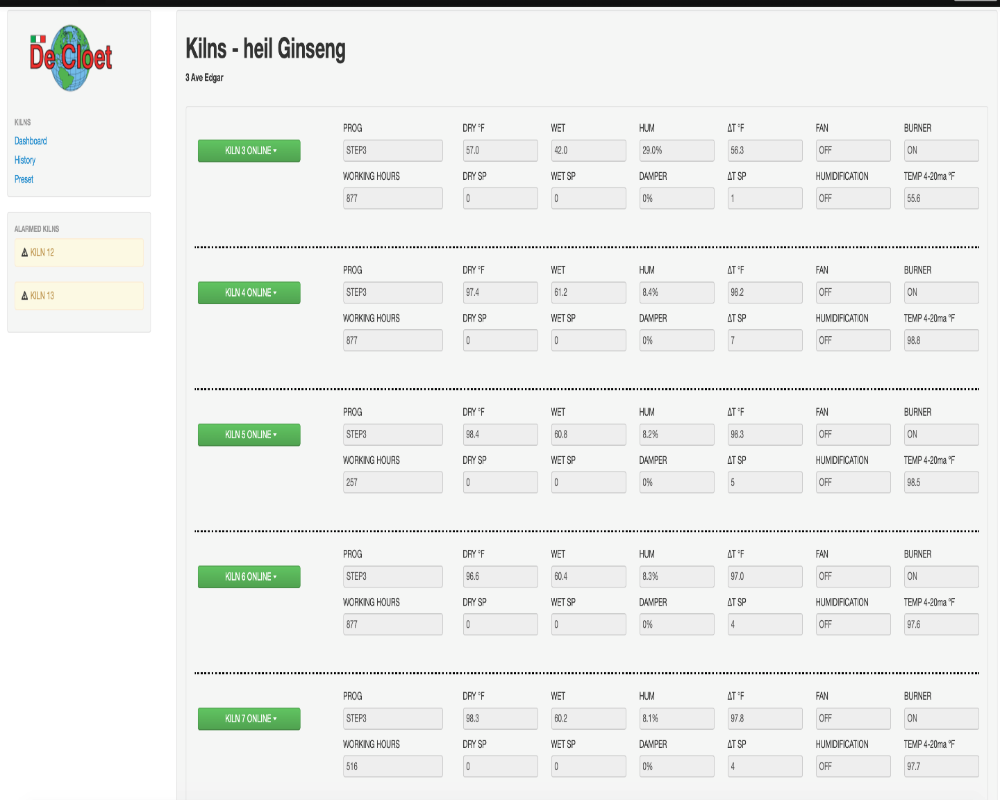 De Cloet
KILNS
Dashboard
History
Preset
ALARMED KILNS
KILN 12
KILN 13
Kilns - heil Ginseng
3 Ave Edgar
PROG DRY °F WET HUM ΔT °F FAN BURNER
KILN 3 ONLINE STEP3 57.0 42.0 29.0% 56.3 OFF ON
WORKING HOURS DRY SP WET SP DAMPER ΔT SP HUMIDIFICATION TEMP 4-20ma °F
877 0 0 0% 1 OFF 55.6
PROG DRY °F WET HUM ΔT °F FAN BURNER
KILN 4 ONLINE STEP3 97.4 61.2 8.4% 98.2 OFF ON
WORKING HOURS DRY SP WET SP DAMPER ΔT SP HUMIDIFICATION TEMP 4-20ma °F
877 0 0 0% 7 OFF 98.8
PROG DRY °F WET HUM ΔT °F FAN BURNER
KILN 5 ONLINE STEP3 98.4 60.8 8.2% 98.3 OFF ON
WORKING HOURS DRY SP WET SP DAMPER ΔT SP HUMIDIFICATION TEMP 4-20ma °F
257 0 0 0% 5 OFF 98.5
PROG DRY °F WET HUM ΔT °F FAN BURNER
KILN 6 ONLINE STEP3 96.6 60.4 8.3% 97.0 OFF ON
WORKING HOURS DRY SP WET SP DAMPER ΔT SP HUMIDIFICATION TEMP 4-20ma °F
877 0 0 0% 4 OFF 97.6
PROG DRY °F WET HUM ΔT °F FAN BURNER
KILN 7 ONLINE STEP3 98.3 60.2 8.1% 97.8 OFF ON
WORKING HOURS DRY SP WET SP DAMPER ΔT SP HUMIDIFICATION TEMP 4-20ma °F
516 0 0 0% 4 OFF 97.7